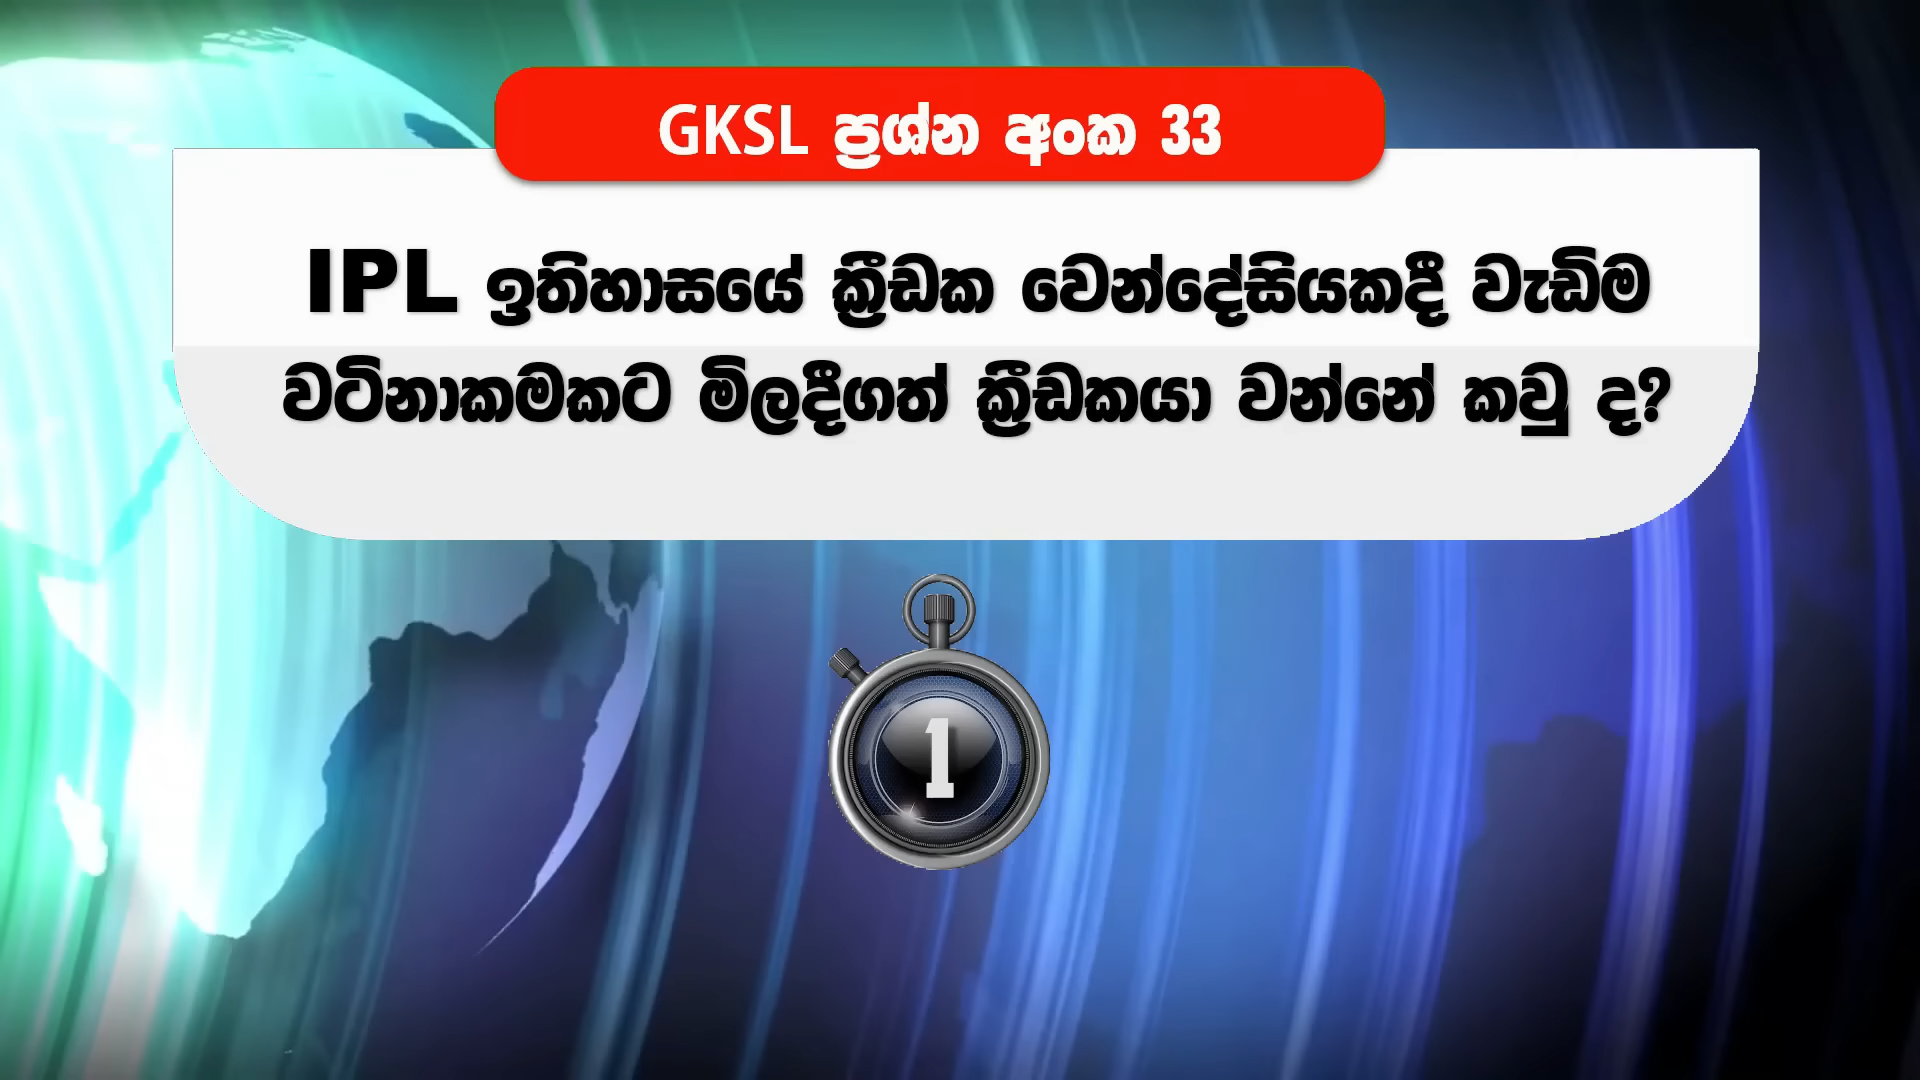 GKSL ප්‍රශ්න අංක 33
IPL ඉතිහාසයේ ක්‍රීඩක වෙන්දේසියකදී වැඩිම
වටිනාකමකට මිලදීගත් ක්‍රීඩකයා වන්නේ කවු ද?
1